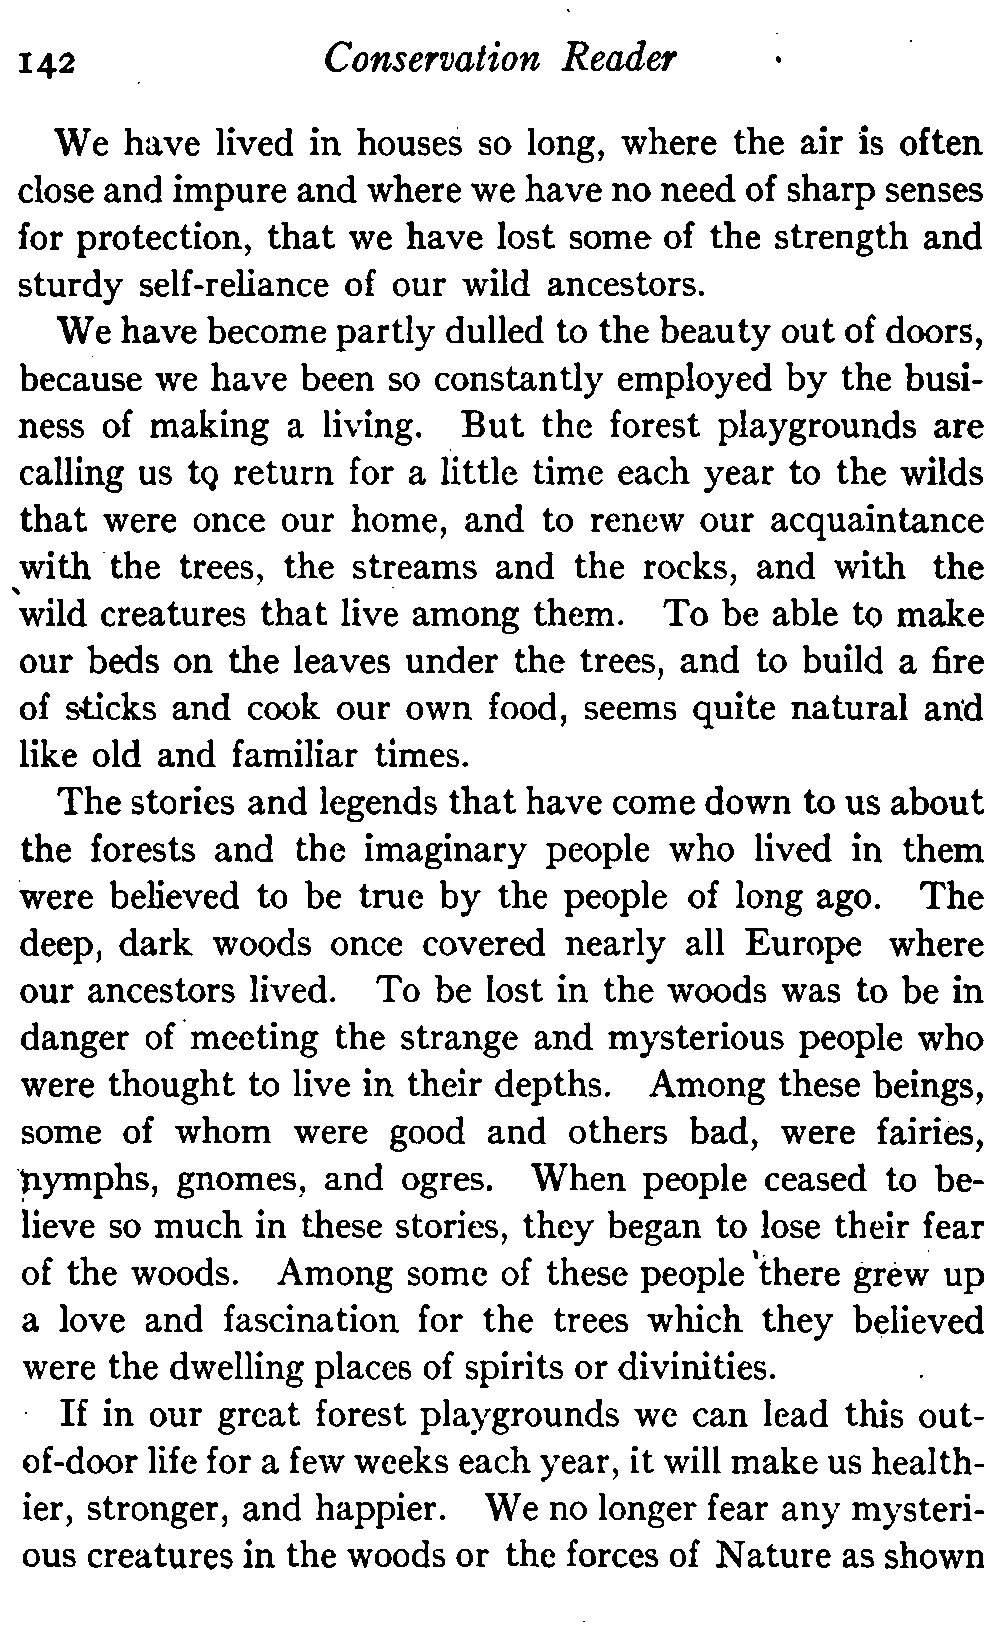 142 Conservation Reader
We have lived in houses so long, where the air is often
close and impure and where we have no need of sharp senses
for protection, that we have lost some of the strength and
sturdy self-reliance of our wild ancestors.
We have become partly dulled to the beauty out of doors,
because we have been so constantly employed by the busi-
ness of making a living. But the forest playgrounds are
calling us to return for a little time each year to the wilds
that were once our home, and to renew our acquaintance
with the trees, the streams and the rocks, and with the
wild creatures that live among them. To be able to make
our beds on the leaves under the trees, and to build a fire
of sticks and cook our own food, seems quite natural and
like old and familiar times.
The stories and legends that have come down to us about
the forests and the imaginary people who lived in them
were believed to be true by the people of long ago. The
deep, dark woods once covered nearly all Europe where
our ancestors lived. To be lost in the woods was to be in
danger of meeting the strange and mysterious people who
were thought to live in their depths. Among these beings,
some of whom were good and others bad, were fairies,
nymphs, gnomes, and ogres. When people ceased to be-
lieve so much in these stories, they began to lose their fear
of the woods. Among some of these people there grew up
a love and fascination for the trees which they believed
were the dwelling places of spirits or divinities.
If in our great forest playgrounds we can lead this out-
of-door life for a few weeks each year, it will make us health-
ier, stronger, and happier. We no longer fear any mysteri-
ous creatures in the woods or the forces of Nature as shown